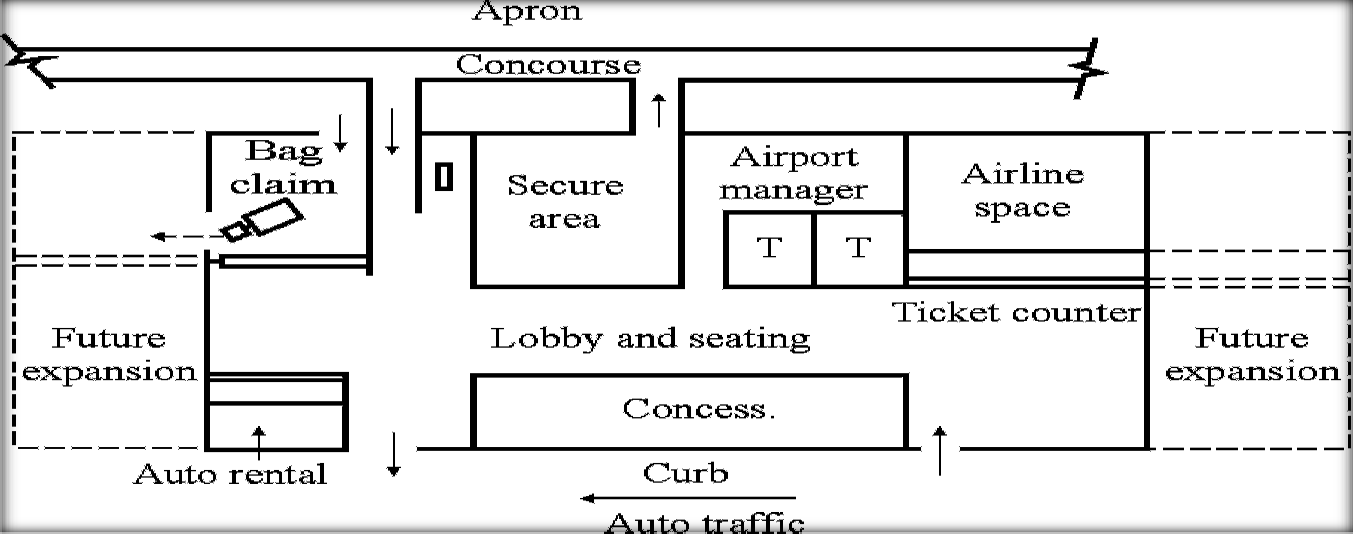 Apron
Concourse
Bag
claim
Secure
area
Airport
manager
Airline
space
T
T
Ticket counter
Future
expansion
Lobby and seating
Future
expansion
Concess.
Auto rental
Curb
Auto traffic